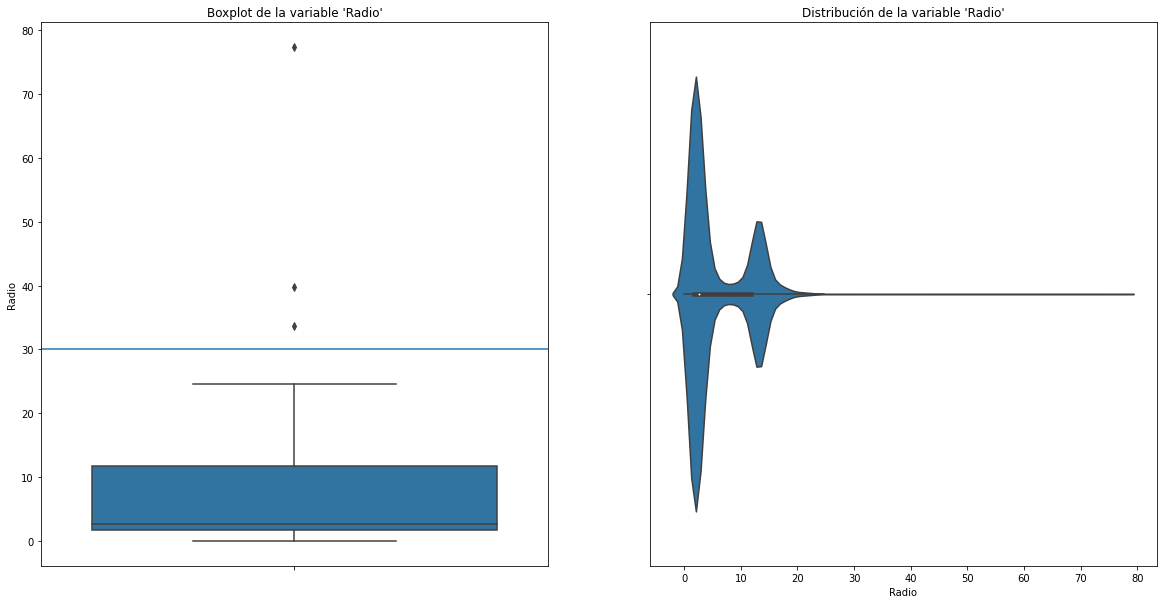 Boxplot de la variable 'Radio'
80
70
60
50
40
30
20
10
0
Radio
Distribución de la variable 'Radio'
0 10 20 30 40 50 60 70 80
Radio